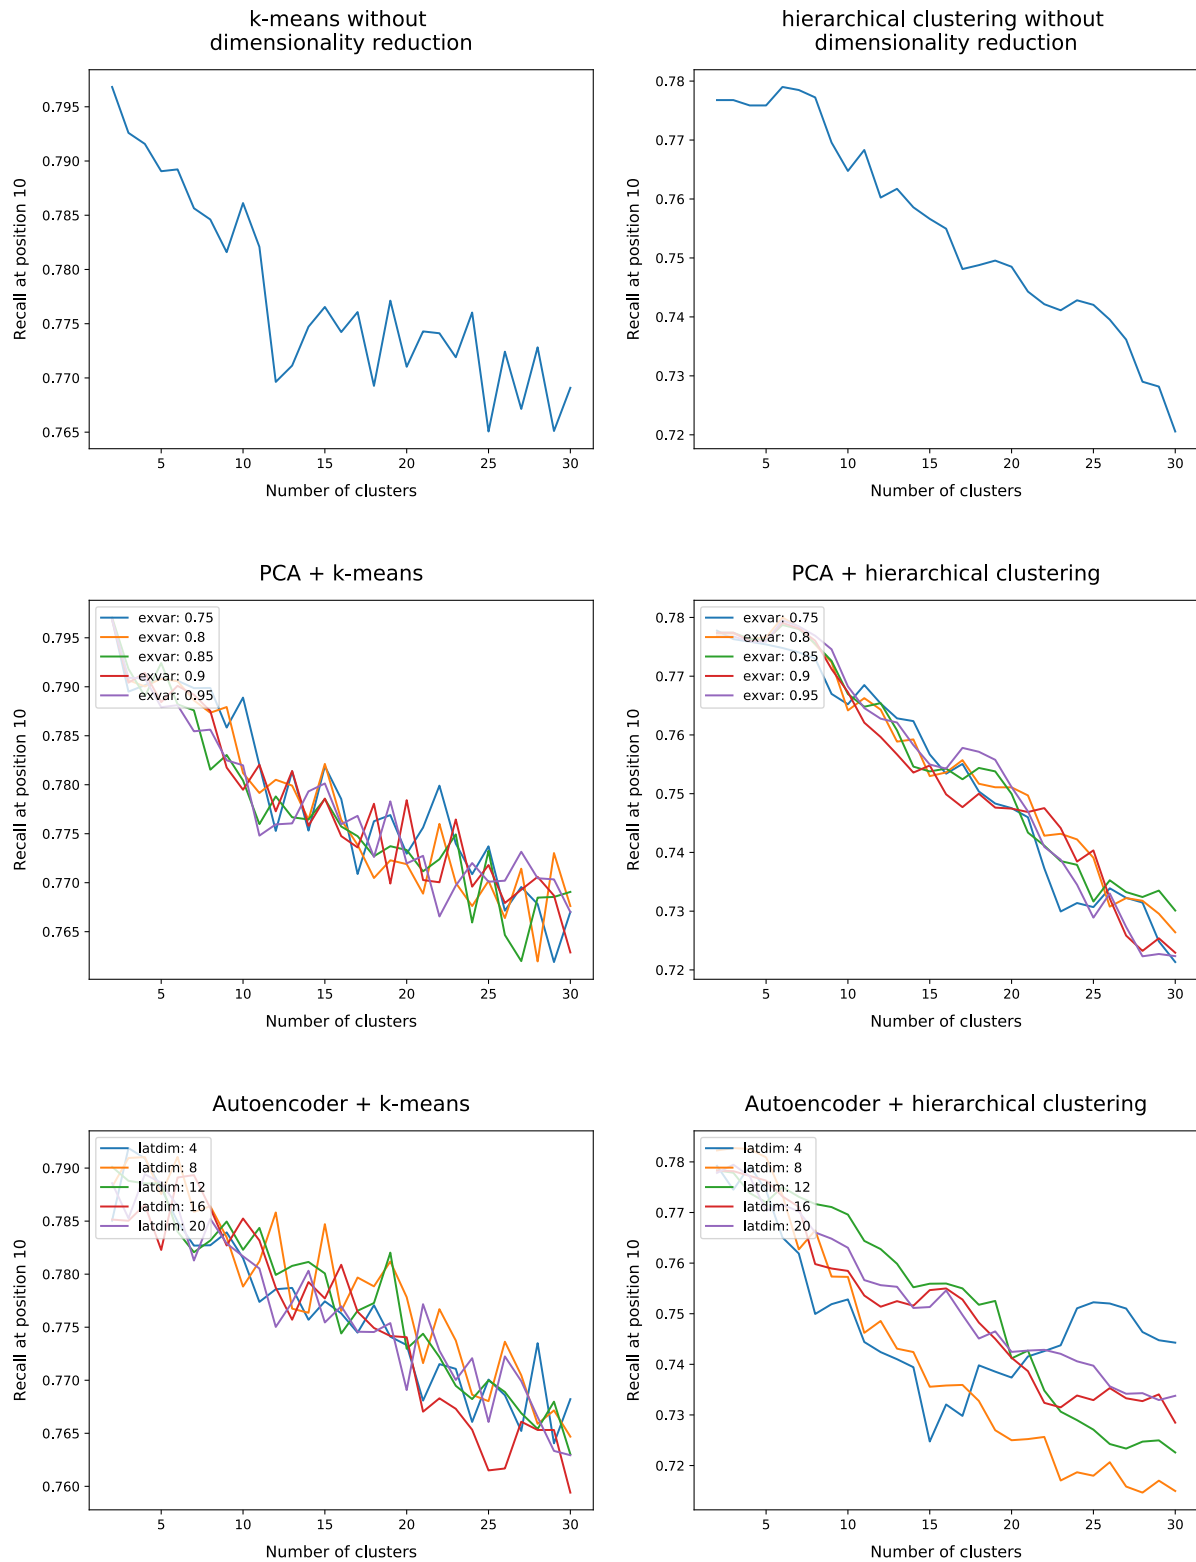 k-means without
dimensionality reduction
0.795
0.790
0.785
0.780
0.775
0.770
0.765
Recall at position 10
5 10 15 20 25 30
Number of clusters
hierarchical clustering without
dimensionality reduction
0.78
0.77
0.76
0.75
0.74
0.73
0.72
Recall at position 10
5 10 15 20 25 30
Number of clusters
PCA + k-means
exvar: 0.75
exvar: 0.8
exvar: 0.85
exvar: 0.9
exvar: 0.95
0.795
0.790
0.785
0.780
0.775
0.770
0.765
Recall at position 10
5 10 15 20 25 30
Number of clusters
PCA + hierarchical clustering
exvar: 0.75
exvar: 0.8
exvar: 0.85
exvar: 0.9
exvar: 0.95
0.78
0.77
0.76
0.75
0.74
0.73
0.72
Recall at position 10
5 10 15 20 25 30
Number of clusters
Autoencoder + k-means
latdim: 4
latdim: 8
latdim: 12
latdim: 16
latdim: 20
0.790
0.785
0.780
0.775
0.770
0.765
0.760
Recall at position 10
5 10 15 20 25 30
Number of clusters
Autoencoder + hierarchical clustering
latdim: 4
latdim: 8
latdim: 12
latdim: 16
latdim: 20
0.78
0.77
0.76
0.75
0.74
0.73
0.72
Recall at position 10
5 10 15 20 25 30
Number of clusters